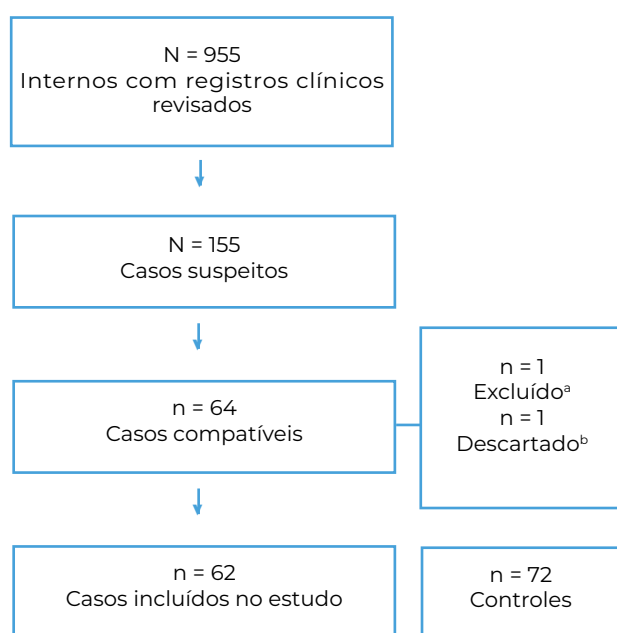 N = 955
Internos com registros clínicos
revisados
N = 155
Casos suspeitos
n = 64
Casos compatíveis
n = 1
Excluídoᵃ
n = 1
Descartadoᵇ
n = 62
Casos incluídos no estudo
n = 72
Controles